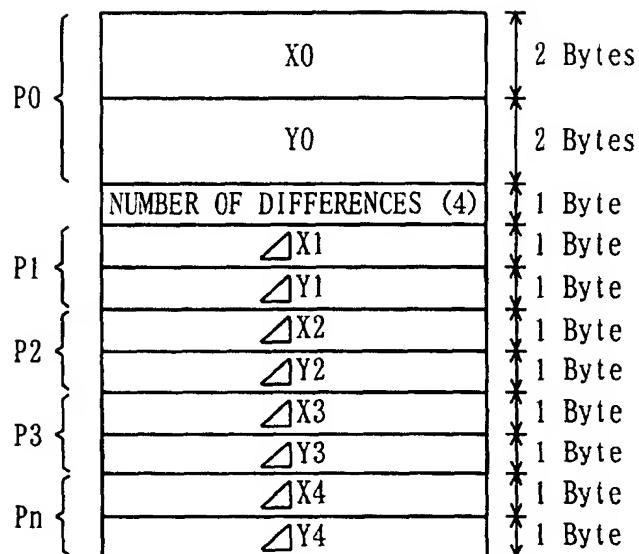 P0 X0 2 Bytes
Y0 2 Bytes
NUMBER OF DIFFERENCES (4) 1 Byte
P1 ⊿X1 1 Byte
⊿Y1 1 Byte
P2 ⊿X2 1 Byte
⊿Y2 1 Byte
P3 ⊿X3 1 Byte
⊿Y3 1 Byte
Pn ⊿X4 1 Byte
⊿Y4 1 Byte